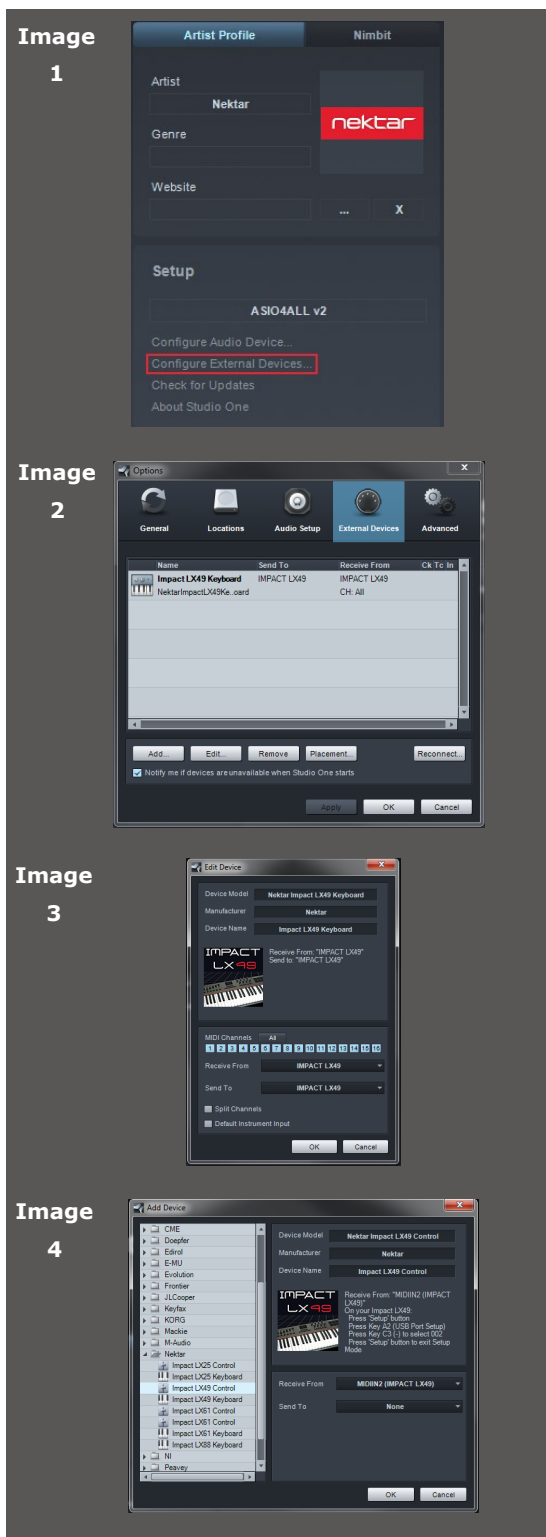 Image
1
Artist Profile
Nimbit
Artist
Nektar
nektar
Genre
Website
...
X
Setup
ASIO4ALL v2
Configure Audio Device...
Configure External Devices...
Check for Updates
About Studio One
Image
2
Options
x
General
Locations
Audio Setup
External Devices
Advanced
Name
Send To
Receive From
Ck Tc In
Impact LX49 Keyboard
IMPACT LX49
IMPACT LX49
NektarImpactLX49Ke..oard
CH: All
Add...
Edit...
Remove
Placement...
Reconnect...
Notify me if devices are unavailable when Studio One starts
Apply
OK
Cancel
Image
3
Edit Device
x
Device Model
Nektar Impact LX49 Keyboard
Manufacturer
Nektar
Device Name
Impact LX49 Keyboard
IMPACT
LX49
Receive From: "IMPACT LX49"
Send to: "IMPACT LX49"
MIDI Channels
All
1 2 3 4 5 6 7 8 9 10 11 12 13 14 15 16
Receive From
IMPACT LX49
Send To
IMPACT LX49
Split Channels
Default Instrument Input
OK
Cancel
Image
4
Add Device
x
CME
Doepfer
Edirol
E-MU
Evolution
Frontier
JLCooper
Keyfax
KORG
Mackie
M-Audio
Nektar
Impact LX25 Control
Impact LX25 Keyboard
Impact LX49 Control
Impact LX49 Keyboard
Impact LX61 Control
Impact LX61 Control
Impact LX61 Keyboard
Impact LX88 Keyboard
NI
Peavey
Device Model
Nektar Impact LX49 Control
Manufacturer
Nektar
Device Name
Impact LX49 Control
IMPACT
LX49
Receive From: "MIDIIN2 (IMPACT
LX49)"
On your Impact LX49:
Press 'Setup' button
Press Key A2 (USB Port Setup)
Press Key C3 (-) to select 002
Press 'Setup' button to exit Setup
Mode
Receive From
MIDIIN2 (IMPACT LX49)
Send To
None
OK
Cancel